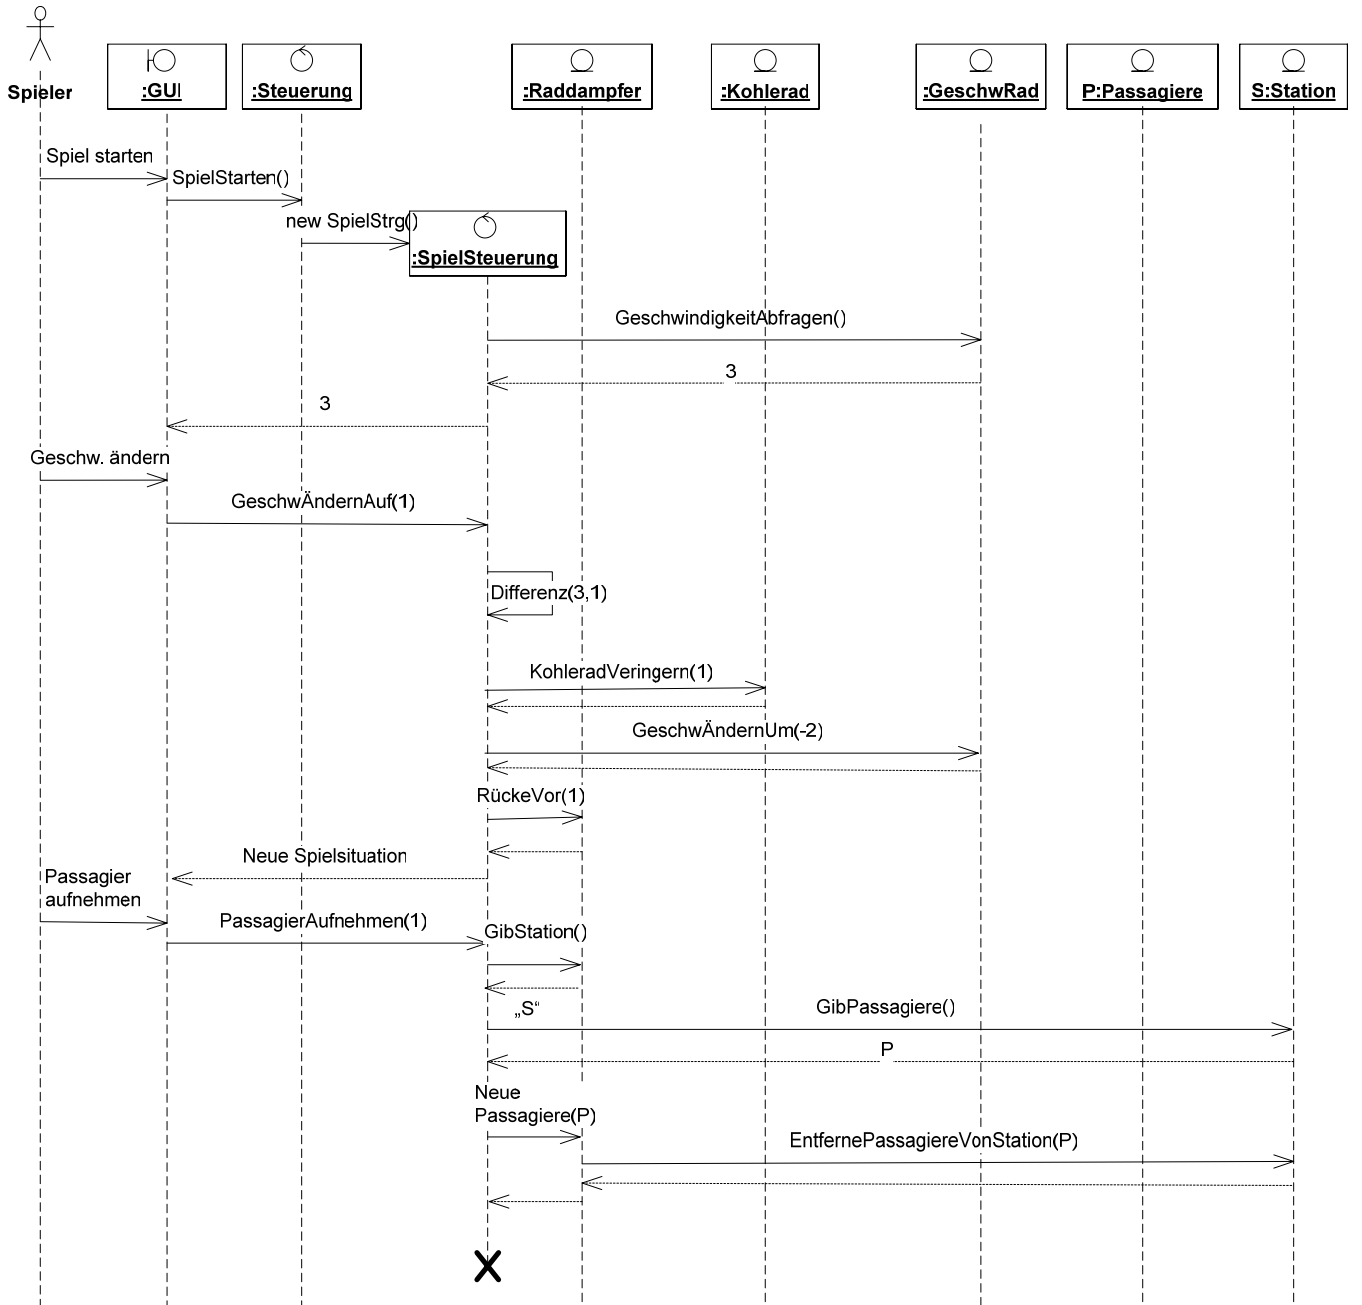 Spieler
:GUI
:Steuerung
:Raddampfer
:Kohlerad
:GeschwRad
P:Passagiere
S:Station
Spiel starten
SpielStarten()
new SpielStrg()
:SpielSteuerung
GeschwindigkeitAbfragen()
3
3
Geschw. ändern
GeschwÄndernAuf(1)
Differenz(3,1)
KohleradVeringern(1)
GeschwÄndernUm(-2)
RückeVor(1)
Neue Spielsituation
Passagier
aufnehmen
PassagierAufnehmen(1)
GibStation()
„S“
GibPassagiere()
P
Neue
Passagiere(P)
EntfernePassagiereVonStation(P)